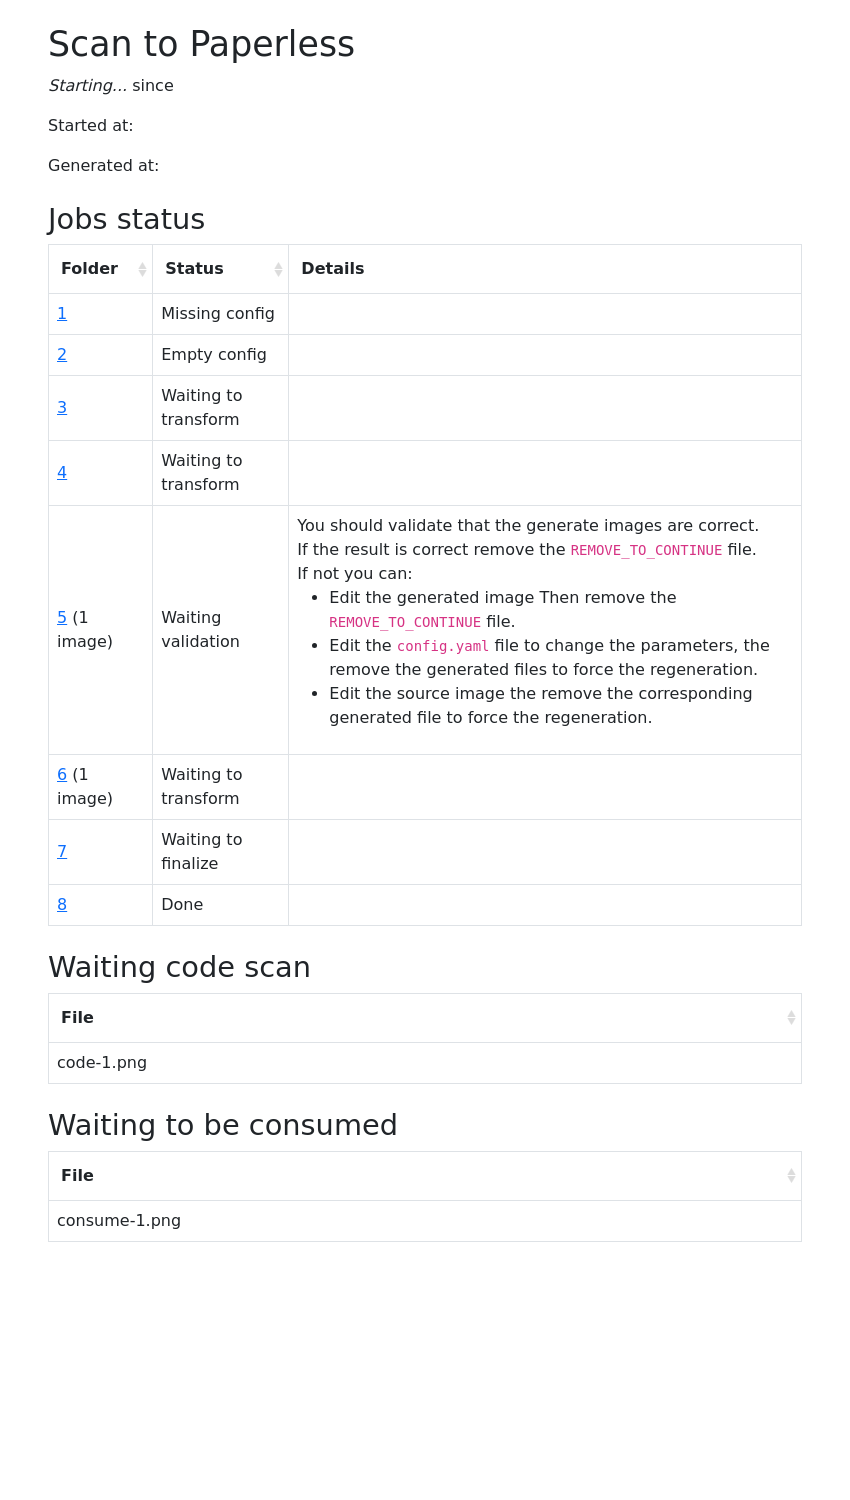 Scan to Paperless
Starting... since
Started at:
Generated at:
Jobs status
Folder Status Details
1 Missing config
2 Empty config
3 Waiting to
transform
4 Waiting to
transform
5 (1
image)
Waiting
validation
You should validate that the generate images are correct.
If the result is correct remove the REMOVE_TO_CONTINUE file.
If not you can:
• Edit the generated image Then remove the
REMOVE_TO_CONTINUE file.
• Edit the config.yaml file to change the parameters, the
remove the generated files to force the regeneration.
• Edit the source image the remove the corresponding
generated file to force the regeneration.
6 (1
image)
Waiting to
transform
7 Waiting to
finalize
8 Done
Waiting code scan
File
code-1.png
Waiting to be consumed
File
consume-1.png